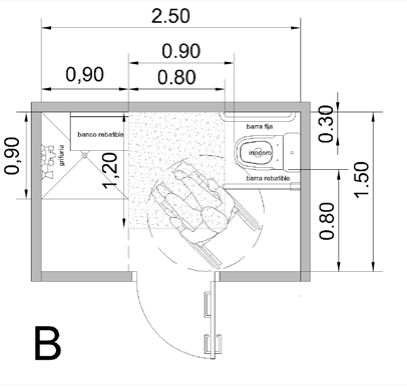 2.50
0.90
0,90
0.80
0,90
banco rebatible
griforia
1,20
barra fija
inodoro
barra rebatible
0.30
0.80
1.50
B